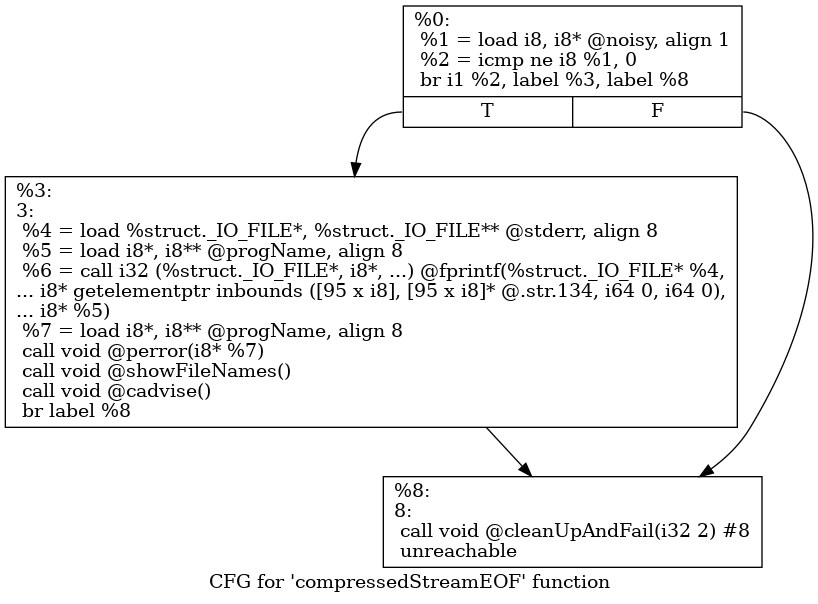 %0:
%1 = load i8, i8* @noisy, align 1
%2 = icmp ne i8 %1, 0
br i1 %2, label %3, label %8
T F
%3:
3:
%4 = load %struct._IO_FILE*, %struct._IO_FILE** @stderr, align 8
%5 = load i8*, i8** @progName, align 8
%6 = call i32 (%struct._IO_FILE*, i8*, ...) @fprintf(%struct._IO_FILE* %4,
... i8* getelementptr inbounds ([95 x i8], [95 x i8]* @.str.134, i64 0, i64 0),
... i8* %5)
%7 = load i8*, i8** @progName, align 8
call void @perror(i8* %7)
call void @showFileNames()
call void @cadvise()
br label %8
%8:
8:
call void @cleanUpAndFail(i32 2) #8
unreachable
CFG for 'compressedStreamEOF' function